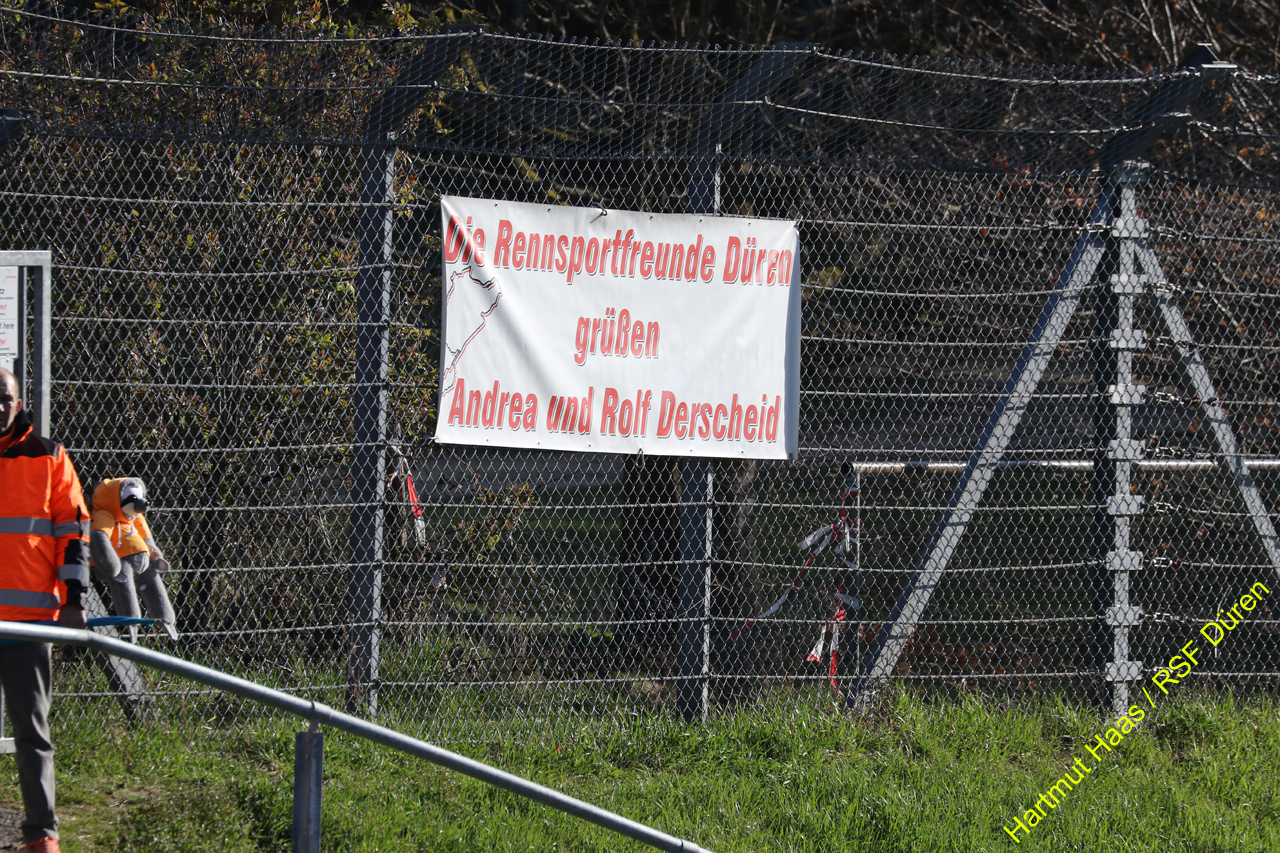 Die Rennsportfreunde Düren
grüßen
Andrea und Rolf Derscheid
Hartmut Haas / RSF Düren